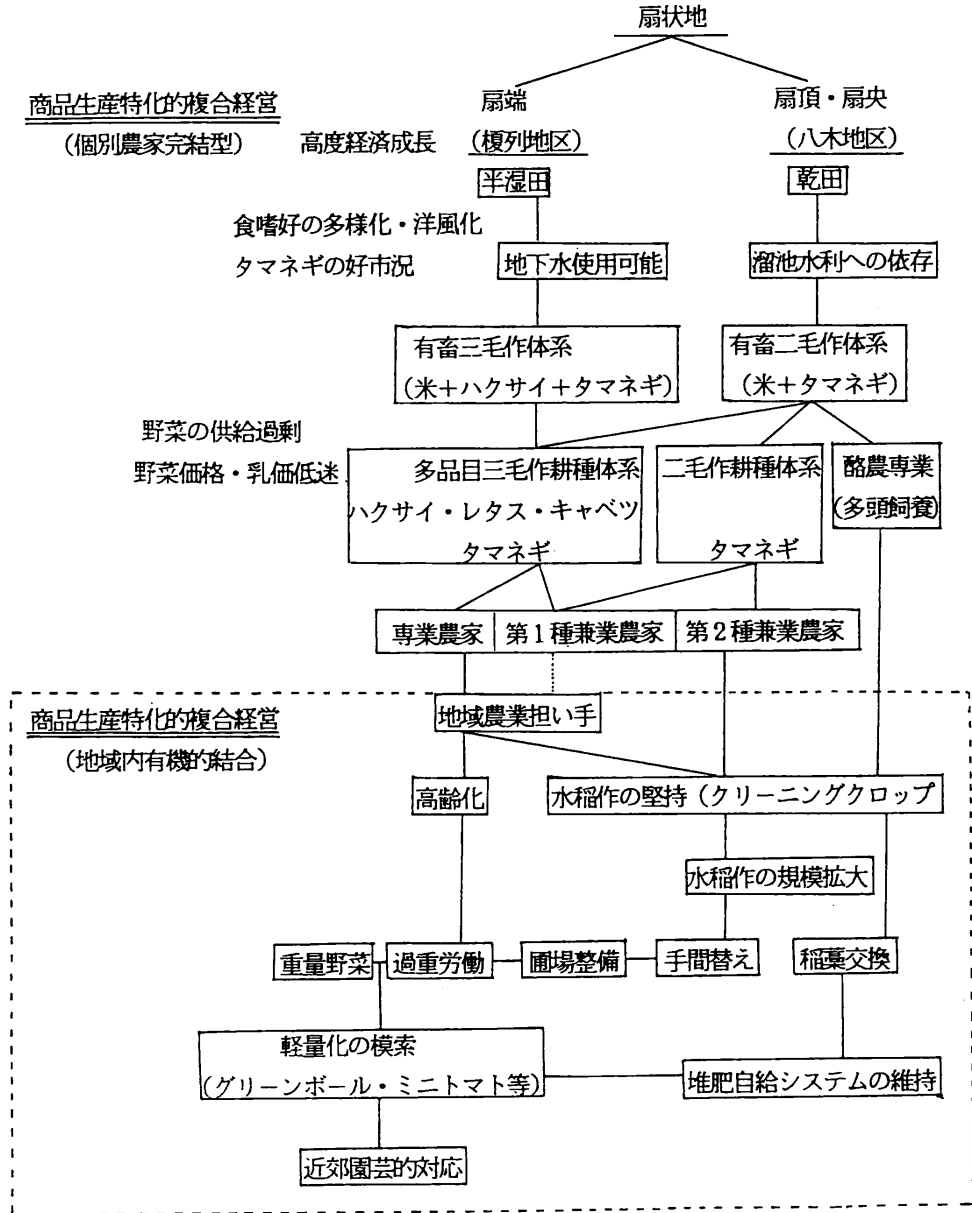 扇状地
商品生産特化的複合経営
(個別農家完結型)
高度経済成長
扇端
(榎列地区)
扇頂・扇央
(八木地区)
半湿田
乾田
食嗜好の多様化・洋風化
タマネギの好市況
地下水使用可能
溜池水利への依存
有畜三毛作体系
(米+ハクサイ+タマネギ)
有畜二毛作体系
(米+タマネギ)
野菜の供給過剰
野菜価格・乳価低迷
多品目三毛作耕種体系
ハクサイ・レタス・キャベツ
タマネギ
二毛作耕種体系
タマネギ
酪農専業
(多頭飼養)
専業農家
第1種兼業農家
第2種兼業農家
商品生産特化的複合経営
(地域内有機的結合)
地域農業担い手
高齢化
水稲作の堅持(クリーニングクロップ
水稲作の規模拡大
重量野菜
過重労働
圃場整備
手間替え
稲藁交換
軽量化の模索
(グリーンボール・ミニトマト等)
堆肥自給システムの維持
近郊園芸的対応